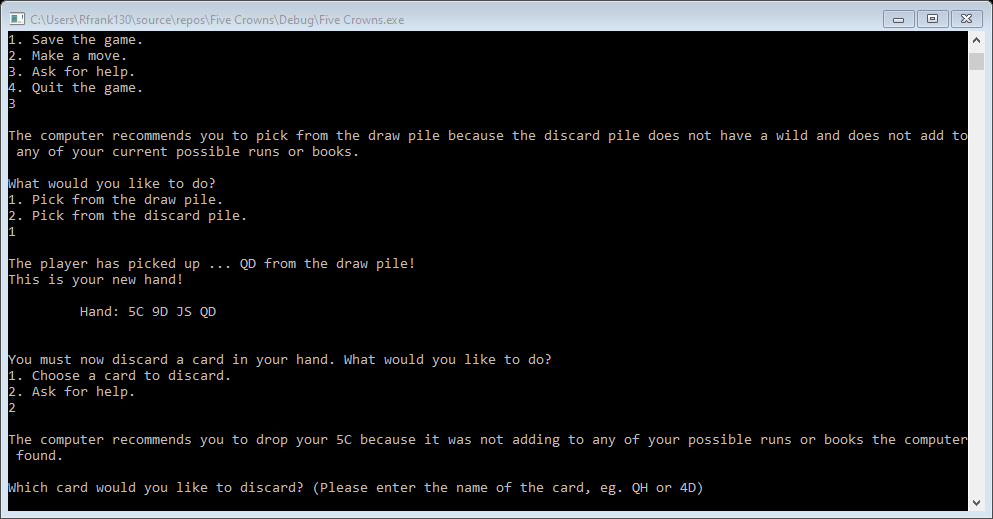 C:\Users\Rfrank130\source\repos\Five Crowns\Debug\Five Crowns.exe
1. Save the game.
2. Make a move.
3. Ask for help.
4. Quit the game.
3
The computer recommends you to pick from the draw pile because the discard pile does not have a wild and does not add to
any of your current possible runs or books.
What would you like to do?
1. Pick from the draw pile.
2. Pick from the discard pile.
1
The player has picked up ... QD from the draw pile!
This is your new hand!
Hand: 5C 9D JS QD
You must now discard a card in your hand. What would you like to do?
1. Choose a card to discard.
2. Ask for help.
2
The computer recommends you to drop your 5C because it was not adding to any of your possible runs or books the computer
found.
Which card would you like to discard? (Please enter the name of the card, eg. QH or 4D)